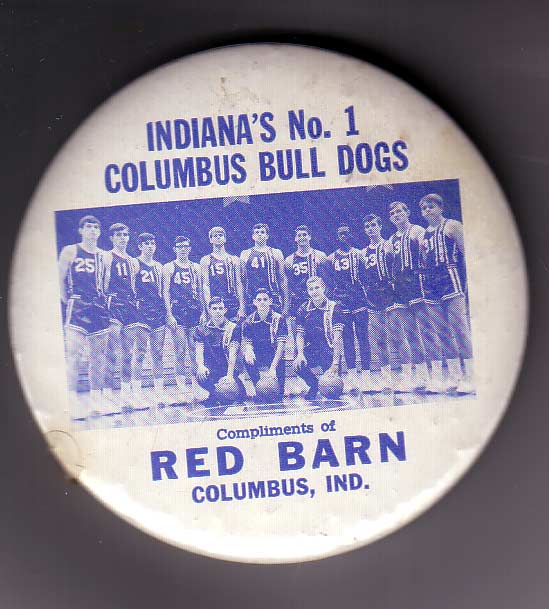 INDIANA'S No. 1
COLUMBUS BULL DOGS
25 11 21 45 15 41 35 43 23 31
Compliments of
RED BARN
COLUMBUS, IND.